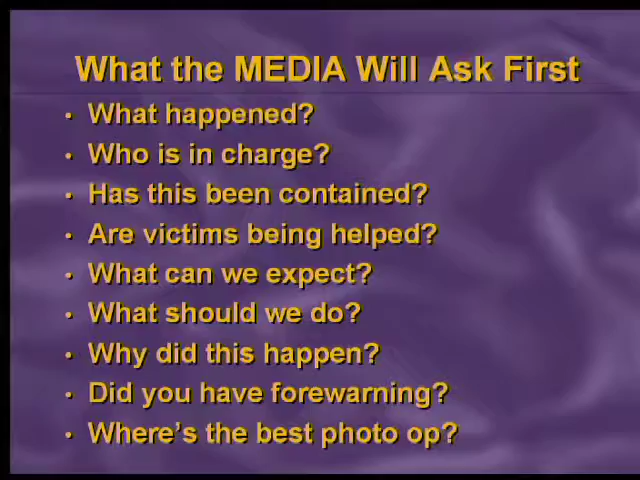 What the MEDIA Will Ask First
• What happened?
• Who is in charge?
• Has this been contained?
• Are victims being helped?
• What can we expect?
• What should we do?
• Why did this happen?
• Did you have forewarning?
• Where's the best photo op?